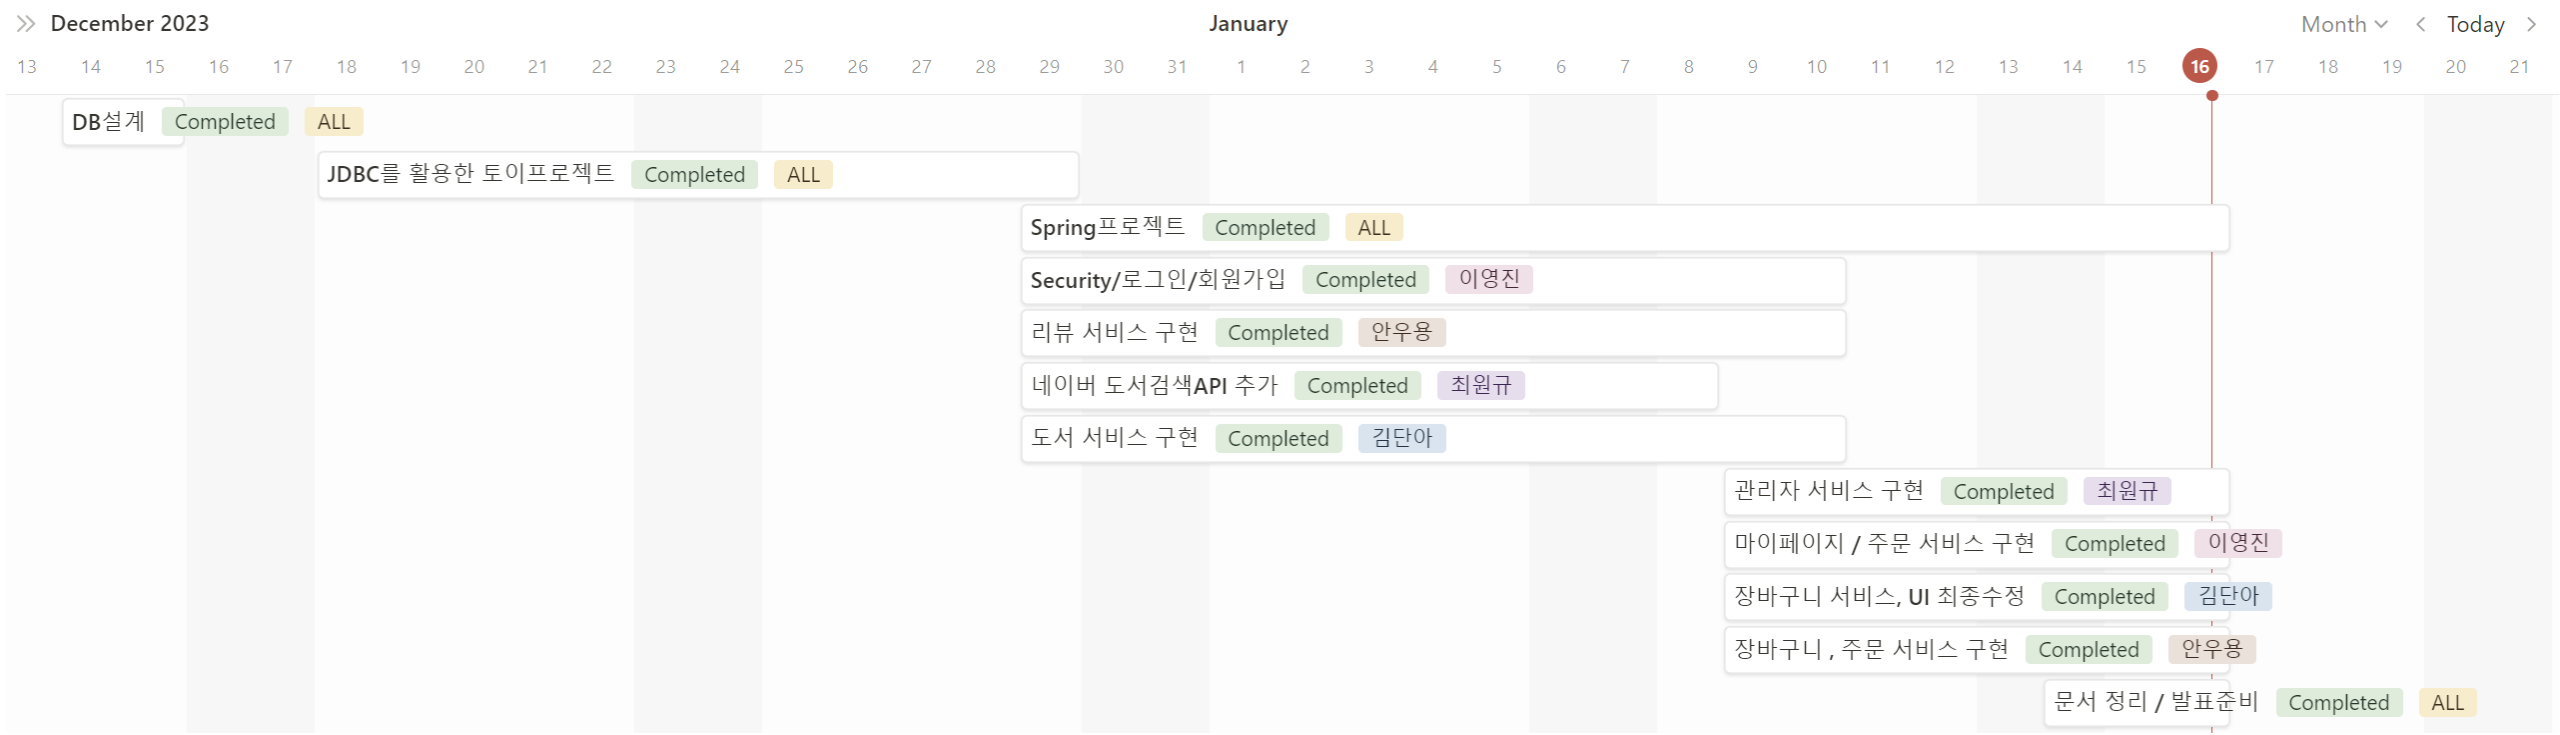 December 2023 January Month Today
13 14 15 16 17 18 19 20 21 22 23 24 25 26 27 28 29 30 31 1 2 3 4 5 6 7 8 9 10 11 12 13 14 15 16 17 18 19 20 21
DB설계 Completed ALL
JDBC를 활용한 토이프로젝트 Completed ALL
Spring프로젝트 Completed ALL
Security/로그인/회원가입 Completed 이영진
리뷰 서비스 구현 Completed 안우용
네이버 도서검색API 추가 Completed 최원규
도서 서비스 구현 Completed 김단아
관리자 서비스 구현 Completed 최원규
마이페이지 / 주문 서비스 구현 Completed 이영진
장바구니 서비스, UI 최종수정 Completed 김단아
장바구니 , 주문 서비스 구현 Completed 안우용
문서 정리 / 발표준비 Completed ALL